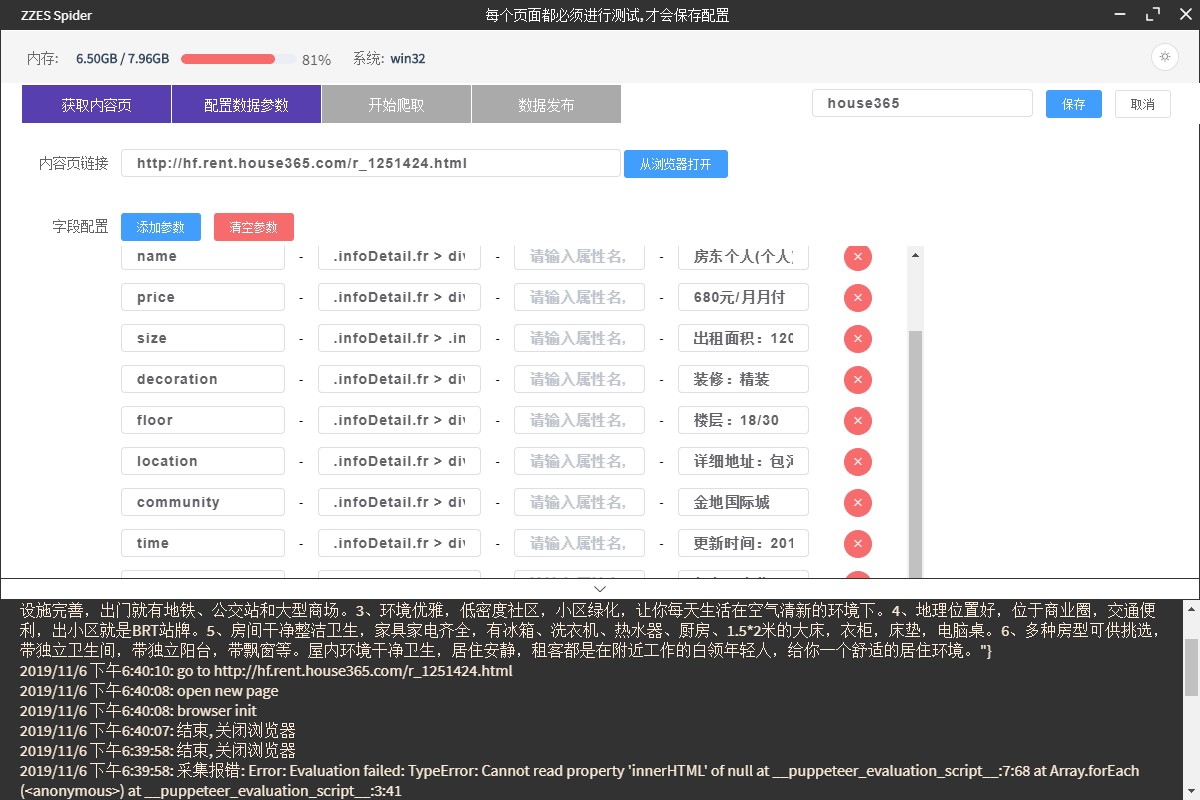 ZZES Spider
每个页面都必须进行测试,才会保存配置
内存: 6.50GB / 7.96GB 81% 系统: win32
获取内容页 配置数据参数 开始爬取 数据发布 house365 保存 取消
内容页链接 http://hf.rent.house365.com/r_1251424.html 从浏览器打开
字段配置 添加参数 清空参数
name - .infoDetail.fr > div - 请输入属性名, - 房东个人(个人)
price - .infoDetail.fr > div - 请输入属性名, - 680元/月月付
size - .infoDetail.fr > .in - 请输入属性名, - 出租面积：120
decoration - .infoDetail.fr > div - 请输入属性名, - 装修：精装
floor - .infoDetail.fr > div - 请输入属性名, - 楼层：18/30
location - .infoDetail.fr > div - 请输入属性名, - 详细地址：包河
community - .infoDetail.fr > div - 请输入属性名, - 金地国际城
time - .infoDetail.fr > div - 请输入属性名, - 更新时间：201
设施完善，出门就有地铁、公交站和大型商场。3、环境优雅，低密度社区，小区绿化，让你每天生活在空气清新的环境下。4、地理位置好，位于商业圈，交通便
利，出小区就是BRT站牌。5、房间干净整洁卫生，家具家电齐全，有冰箱、洗衣机、热水器、厨房、1.5*2米的大床，衣柜，床垫，电脑桌。6、多种房型可供挑选，
带独立卫生间，带独立阳台，带飘窗等。屋内环境干净卫生，居住安静，租客都是在附近工作的白领年轻人，给你一个舒适的居住环境。"}
2019/11/6 下午6:40:10: go to http://hf.rent.house365.com/r_1251424.html
2019/11/6 下午6:40:08: open new page
2019/11/6 下午6:40:08: browser init
2019/11/6 下午6:40:07: 结束,关闭浏览器
2019/11/6 下午6:39:58: 结束,关闭浏览器
2019/11/6 下午6:39:58: 采集报错: Error: Evaluation failed: TypeError: Cannot read property 'innerHTML' of null at __puppeteer_evaluation_script__:7:68 at Array.forEach
(<anonymous>) at __puppeteer_evaluation_script__:3:41